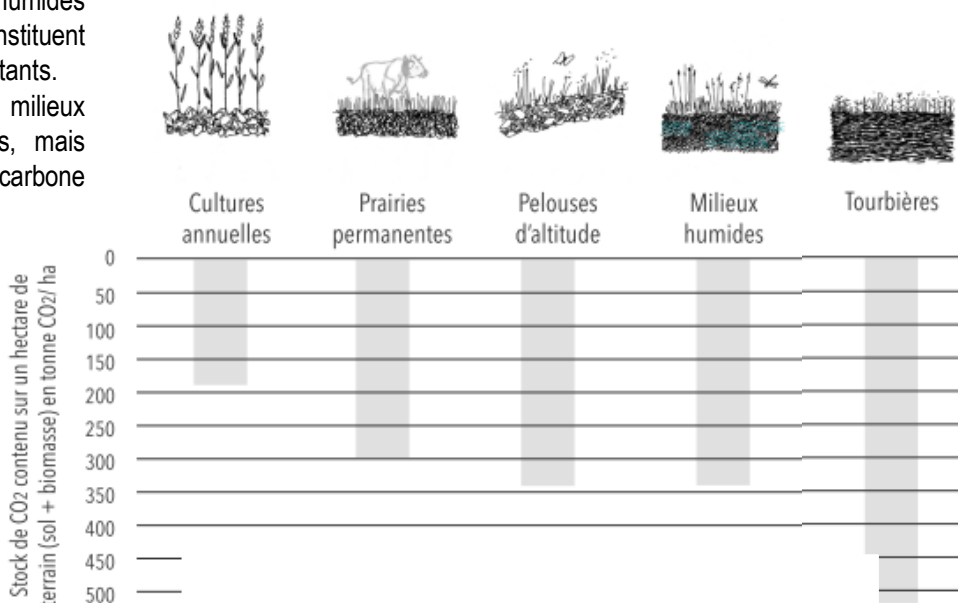 humides
nstituent
tants.
milieux
s, mais
carbone
Cultures
annuelles
Prairies
permanentes
Pelouses
d'altitude
Milieux
humides
Tourbières
Stock de CO2 contenu sur un hectare de
terrain (sol + biomasse) en tonne CO2/ ha
0
50
100
150
200
250
300
350
400
450
500